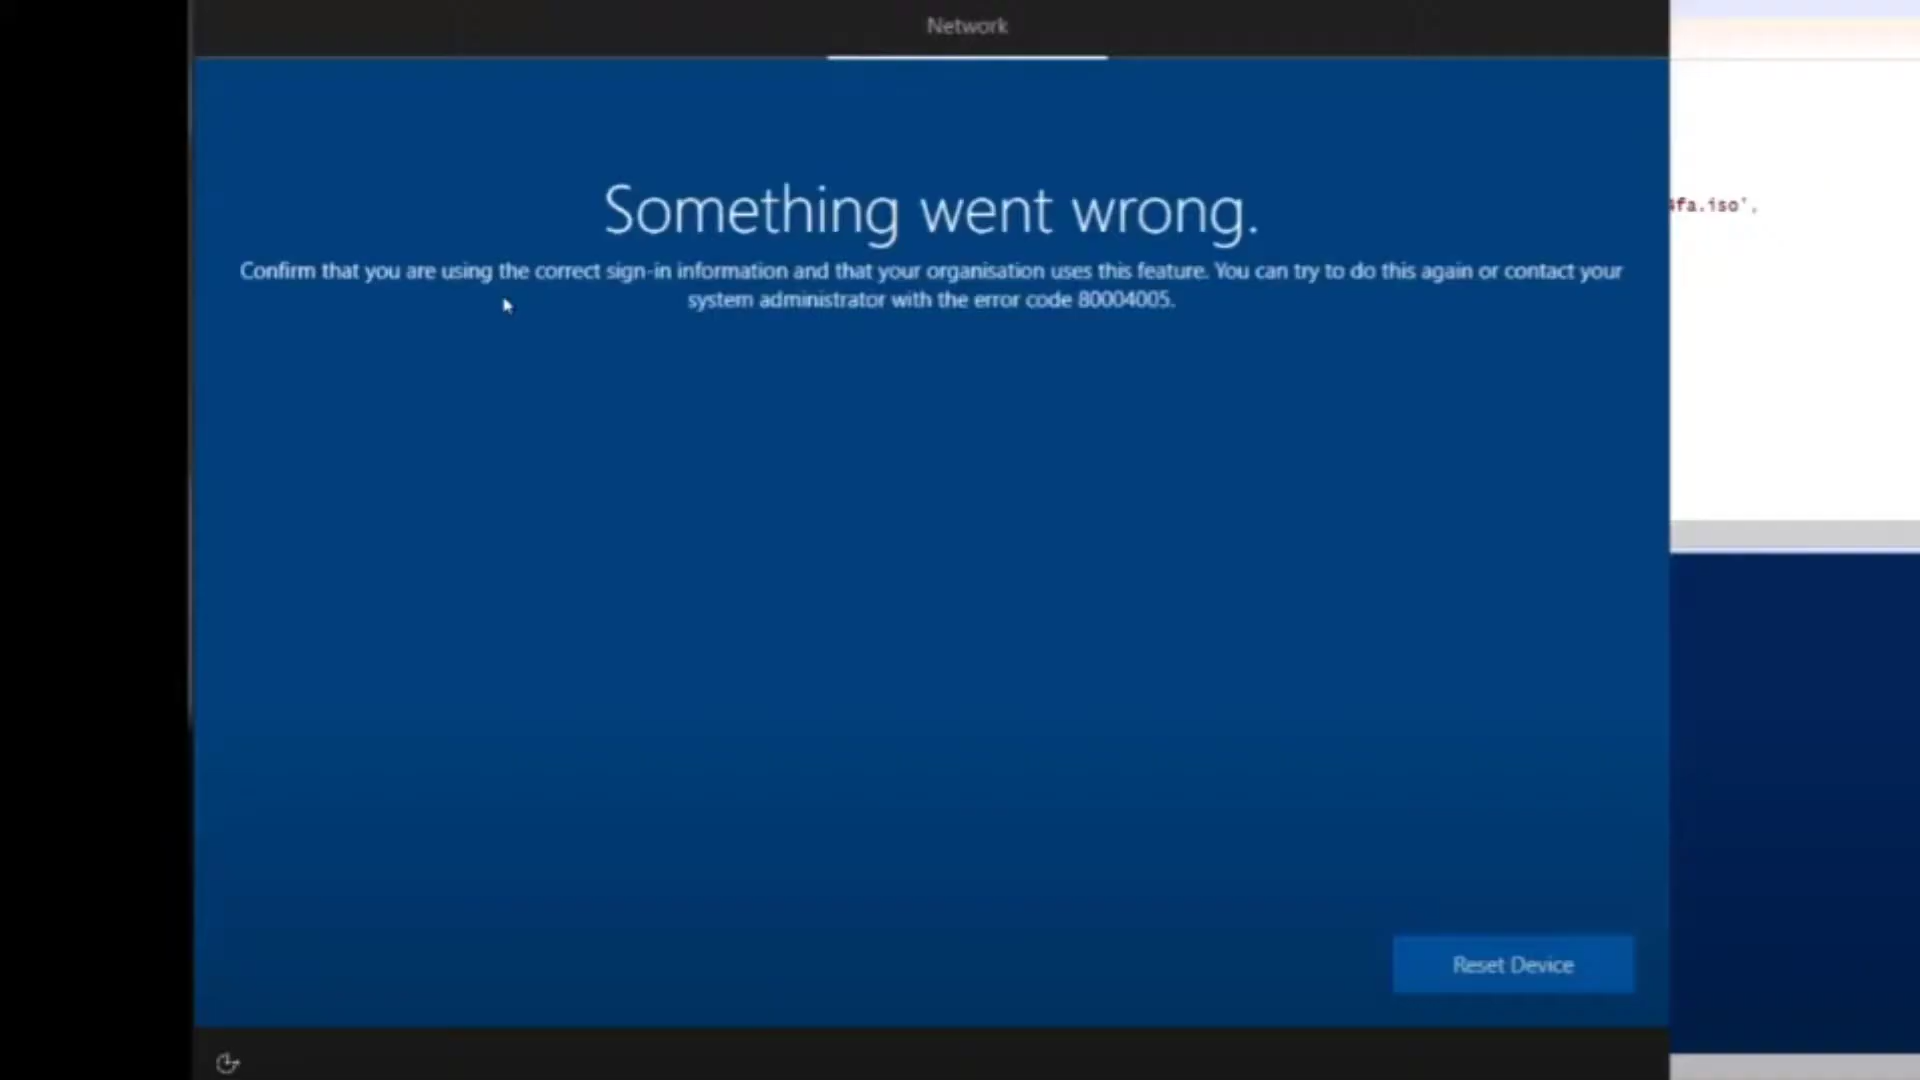 Network
Something went wrong.
Confirm that you are using the correct sign-in information and that your organisation uses this feature. You can try to do this again or contact your
system administrator with the error code 80004005.
fa.iso',
Reset Device